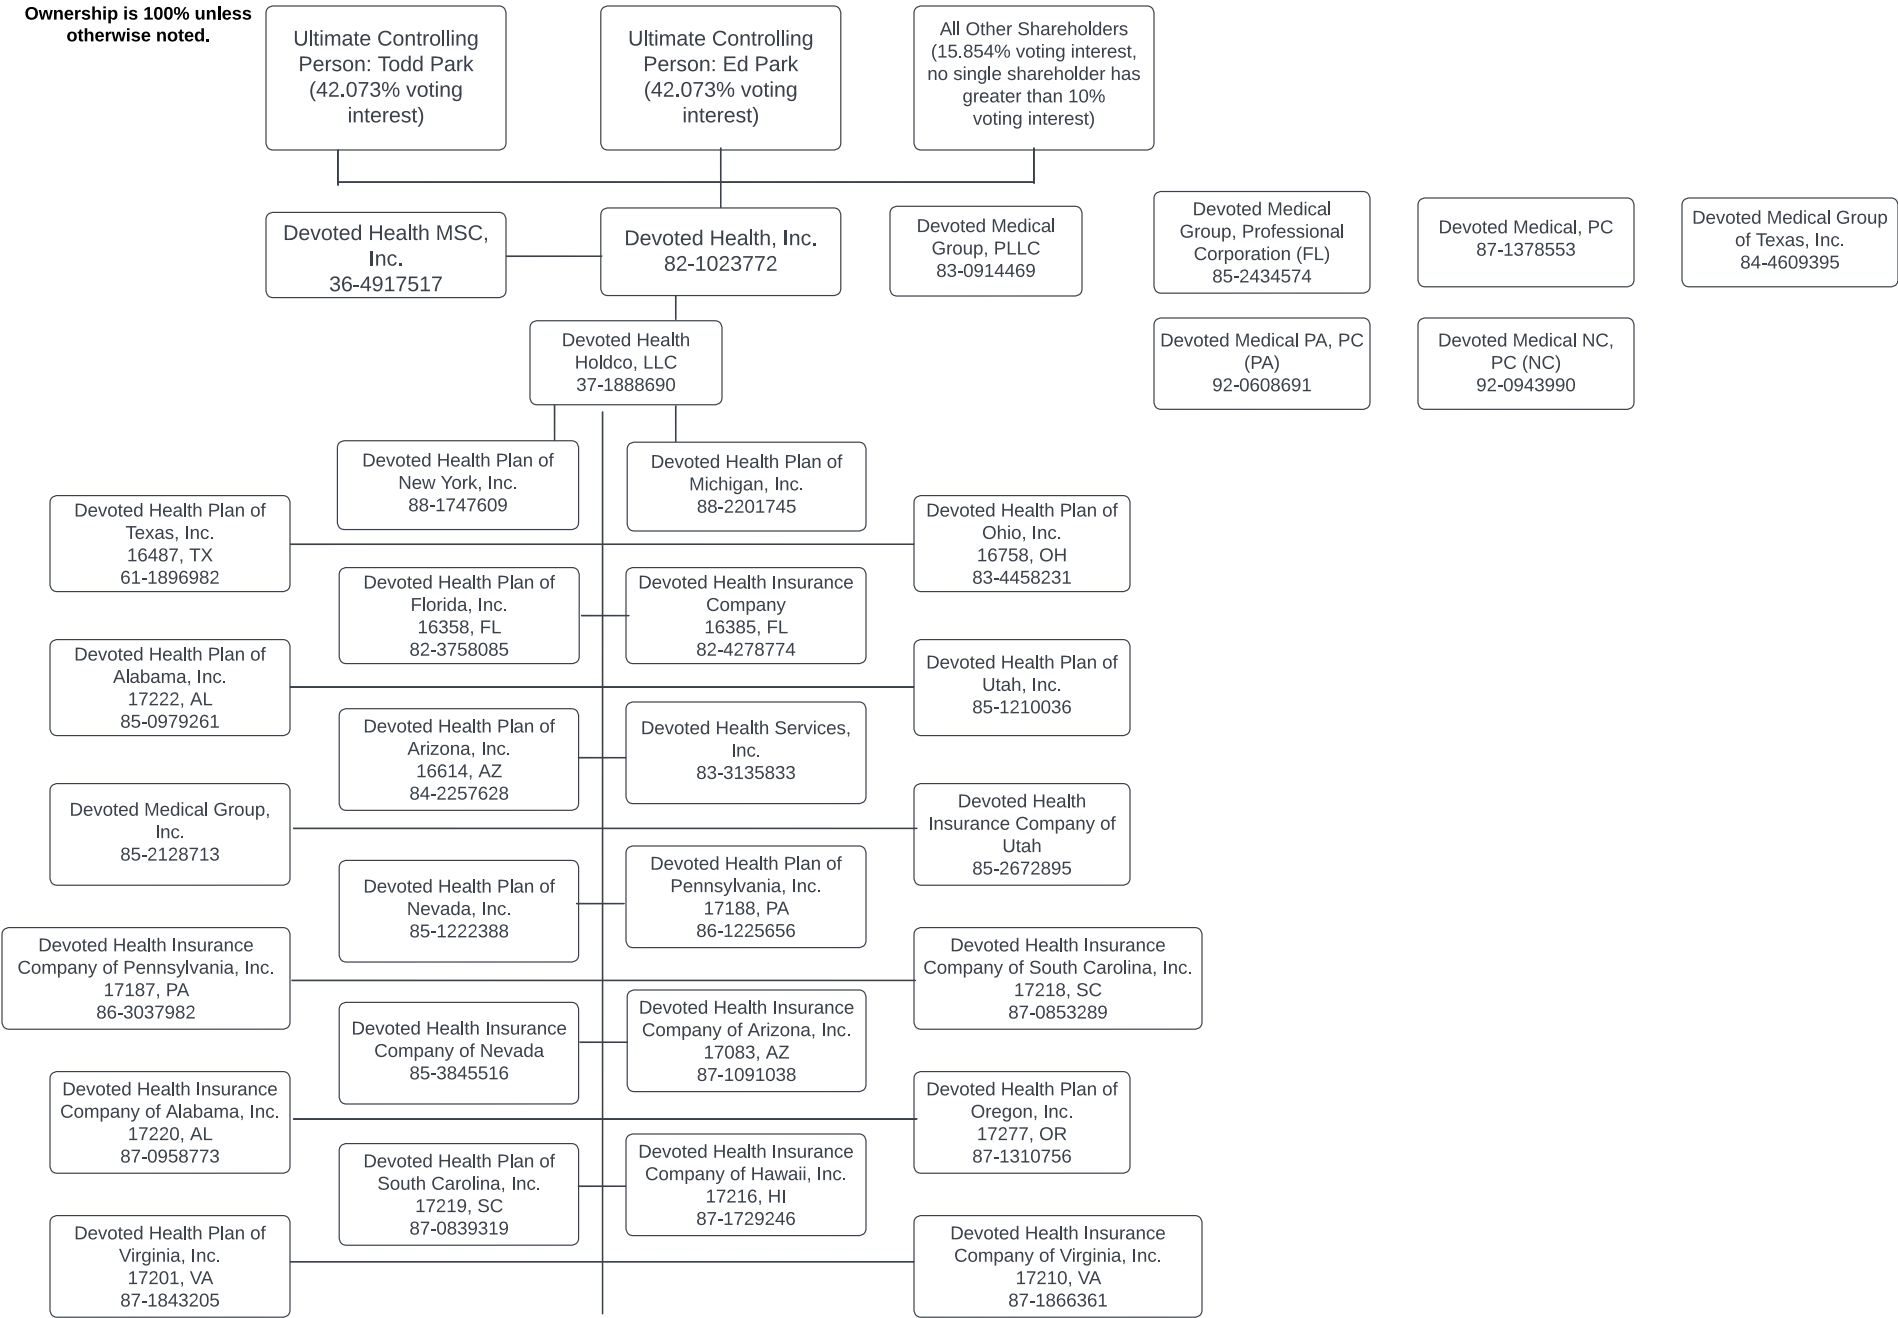 Ownership is 100% unless
otherwise noted.
Ultimate Controlling
Person: Todd Park
(42.073% voting
interest)
Ultimate Controlling
Person: Ed Park
(42.073% voting
interest)
All Other Shareholders
(15.854% voting interest,
no single shareholder has
greater than 10%
voting interest)
Devoted Health MSC,
Inc.
36-4917517
Devoted Health, Inc.
82-1023772
Devoted Medical
Group, PLLC
83-0914469
Devoted Medical
Group, Professional
Corporation (FL)
85-2434574
Devoted Medical, PC
87-1378553
Devoted Medical Group
of Texas, Inc.
84-4609395
Devoted Health
Holdco, LLC
37-1888690
Devoted Medical PA, PC
(PA)
92-0608691
Devoted Medical NC,
PC (NC)
92-0943990
Devoted Health Plan of
New York, Inc.
88-1747609
Devoted Health Plan of
Michigan, Inc.
88-2201745
Devoted Health Plan of
Texas, Inc.
16487, TX
61-1896982
Devoted Health Plan of
Ohio, Inc.
16758, OH
83-4458231
Devoted Health Plan of
Florida, Inc.
16358, FL
82-3758085
Devoted Health Insurance
Company
16385, FL
82-4278774
Devoted Health Plan of
Alabama, Inc.
17222, AL
85-0979261
Devoted Health Plan of
Utah, Inc.
85-1210036
Devoted Health Plan of
Arizona, Inc.
16614, AZ
84-2257628
Devoted Health Services,
Inc.
83-3135833
Devoted Medical Group,
Inc.
85-2128713
Devoted Health
Insurance Company of
Utah
85-2672895
Devoted Health Plan of
Nevada, Inc.
85-1222388
Devoted Health Plan of
Pennsylvania, Inc.
17188, PA
86-1225656
Devoted Health Insurance
Company of Pennsylvania, Inc.
17187, PA
86-3037982
Devoted Health Insurance
Company of South Carolina, Inc.
17218, SC
87-0853289
Devoted Health Insurance
Company of Nevada
85-3845516
Devoted Health Insurance
Company of Arizona, Inc.
17083, AZ
87-1091038
Devoted Health Insurance
Company of Alabama, Inc.
17220, AL
87-0958773
Devoted Health Plan of
Oregon, Inc.
17277, OR
87-1310756
Devoted Health Plan of
South Carolina, Inc.
17219, SC
87-0839319
Devoted Health Insurance
Company of Hawaii, Inc.
17216, HI
87-1729246
Devoted Health Plan of
Virginia, Inc.
17201, VA
87-1843205
Devoted Health Insurance
Company of Virginia, Inc.
17210, VA
87-1866361